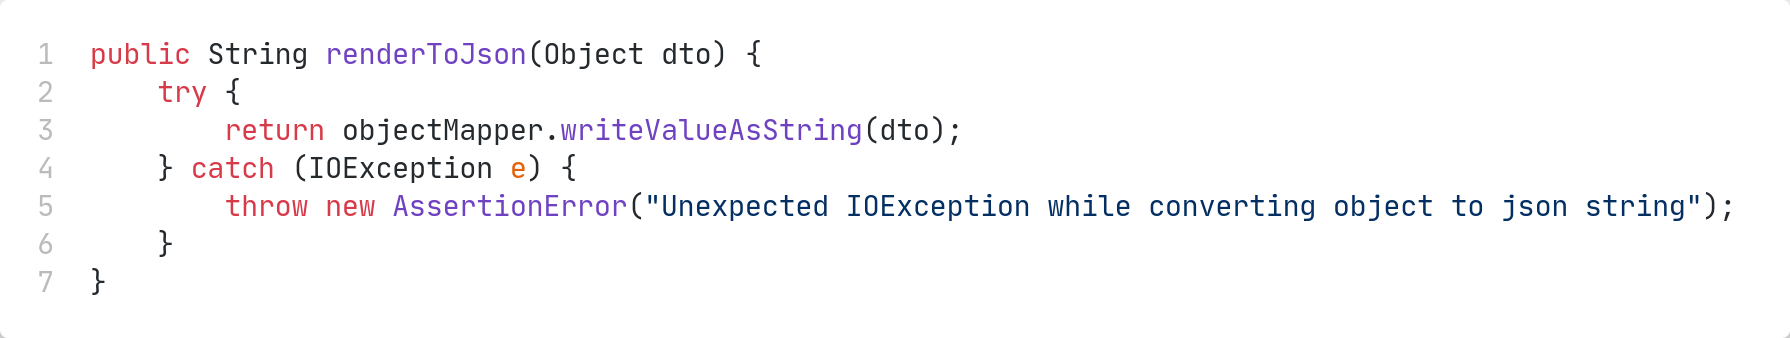 1 public String renderToJson(Object dto) {
2     try {
3         return objectMapper.writeValueAsString(dto);
4     } catch (IOException e) {
5         throw new AssertionError("Unexpected IOException while converting object to json string");
6     }
7 }